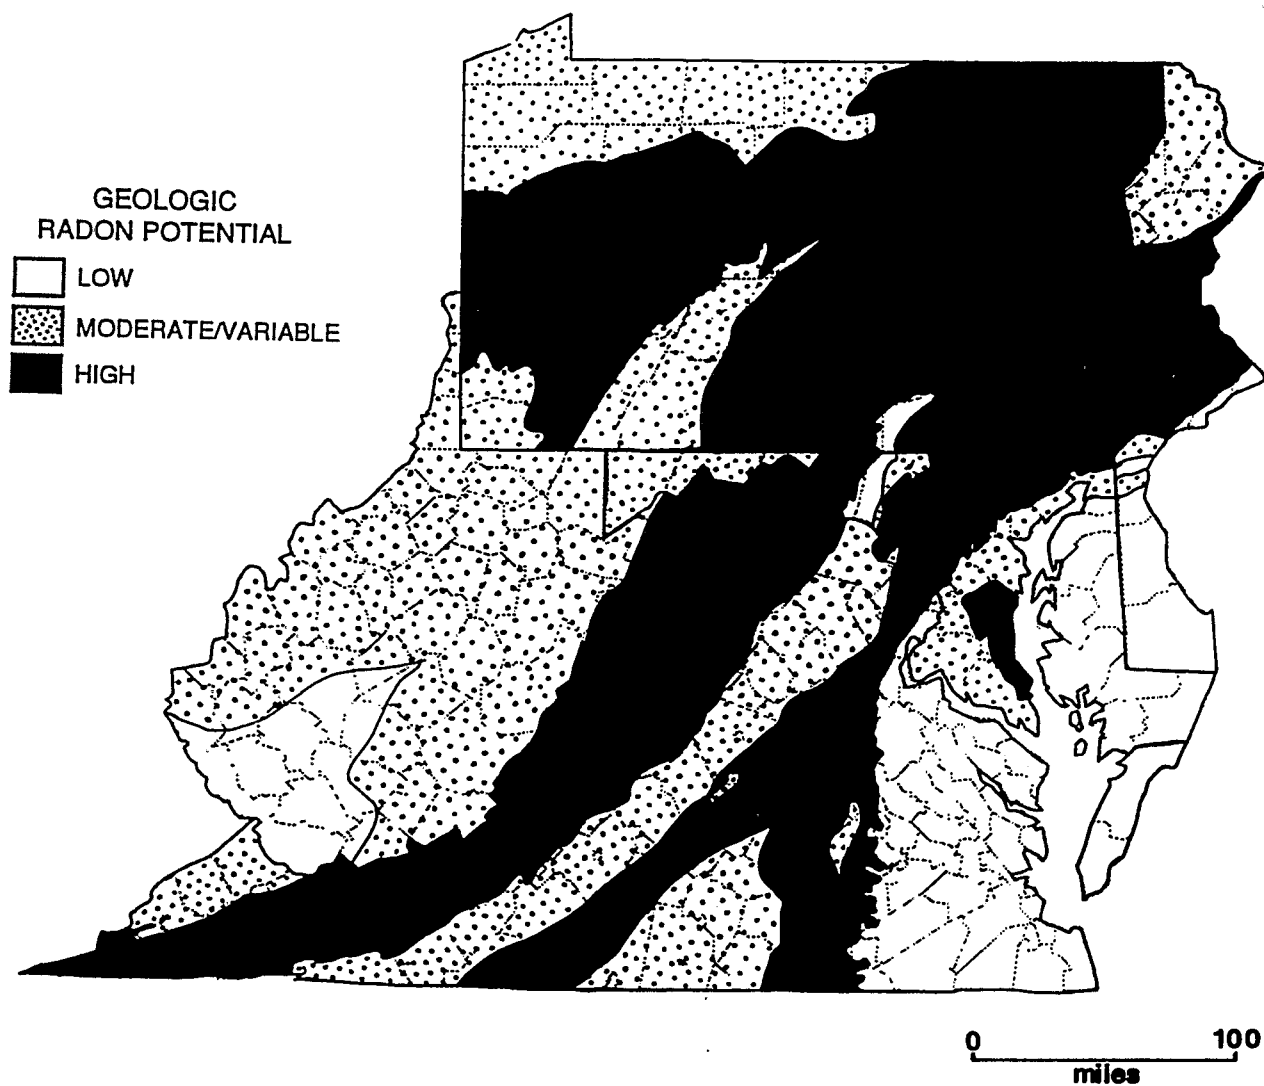 GEOLOGIC
RADON POTENTIAL
LOW
MODERATE/VARIABLE
HIGH
0 100
miles